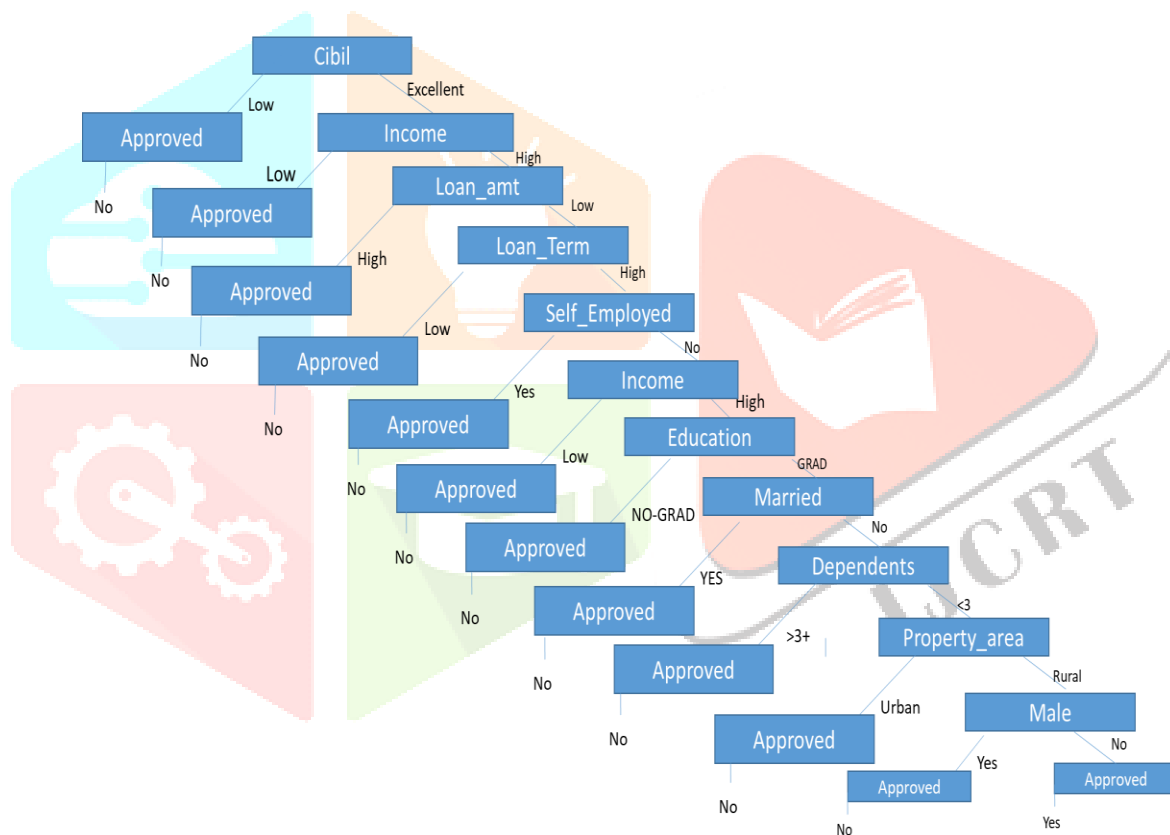 Cibil
Excellent
Low
Approved
Income
High
Low
Loan_amt
No
Approved
Low
Loan_Term
High
No
Approved
High
Self_Employed
Low
No
Approved
No
Income
Yes
High
No
Approved
Education
Low
GRAD
No
Approved
Married
NO-GRAD
No
No
Approved
Dependents
YES
<3
No
Approved
Property_area
>3+
No
Approved
Rural
Urban
Male
No
Approved
No
Yes
Approved
Approved
No
No
Yes
IJCRT